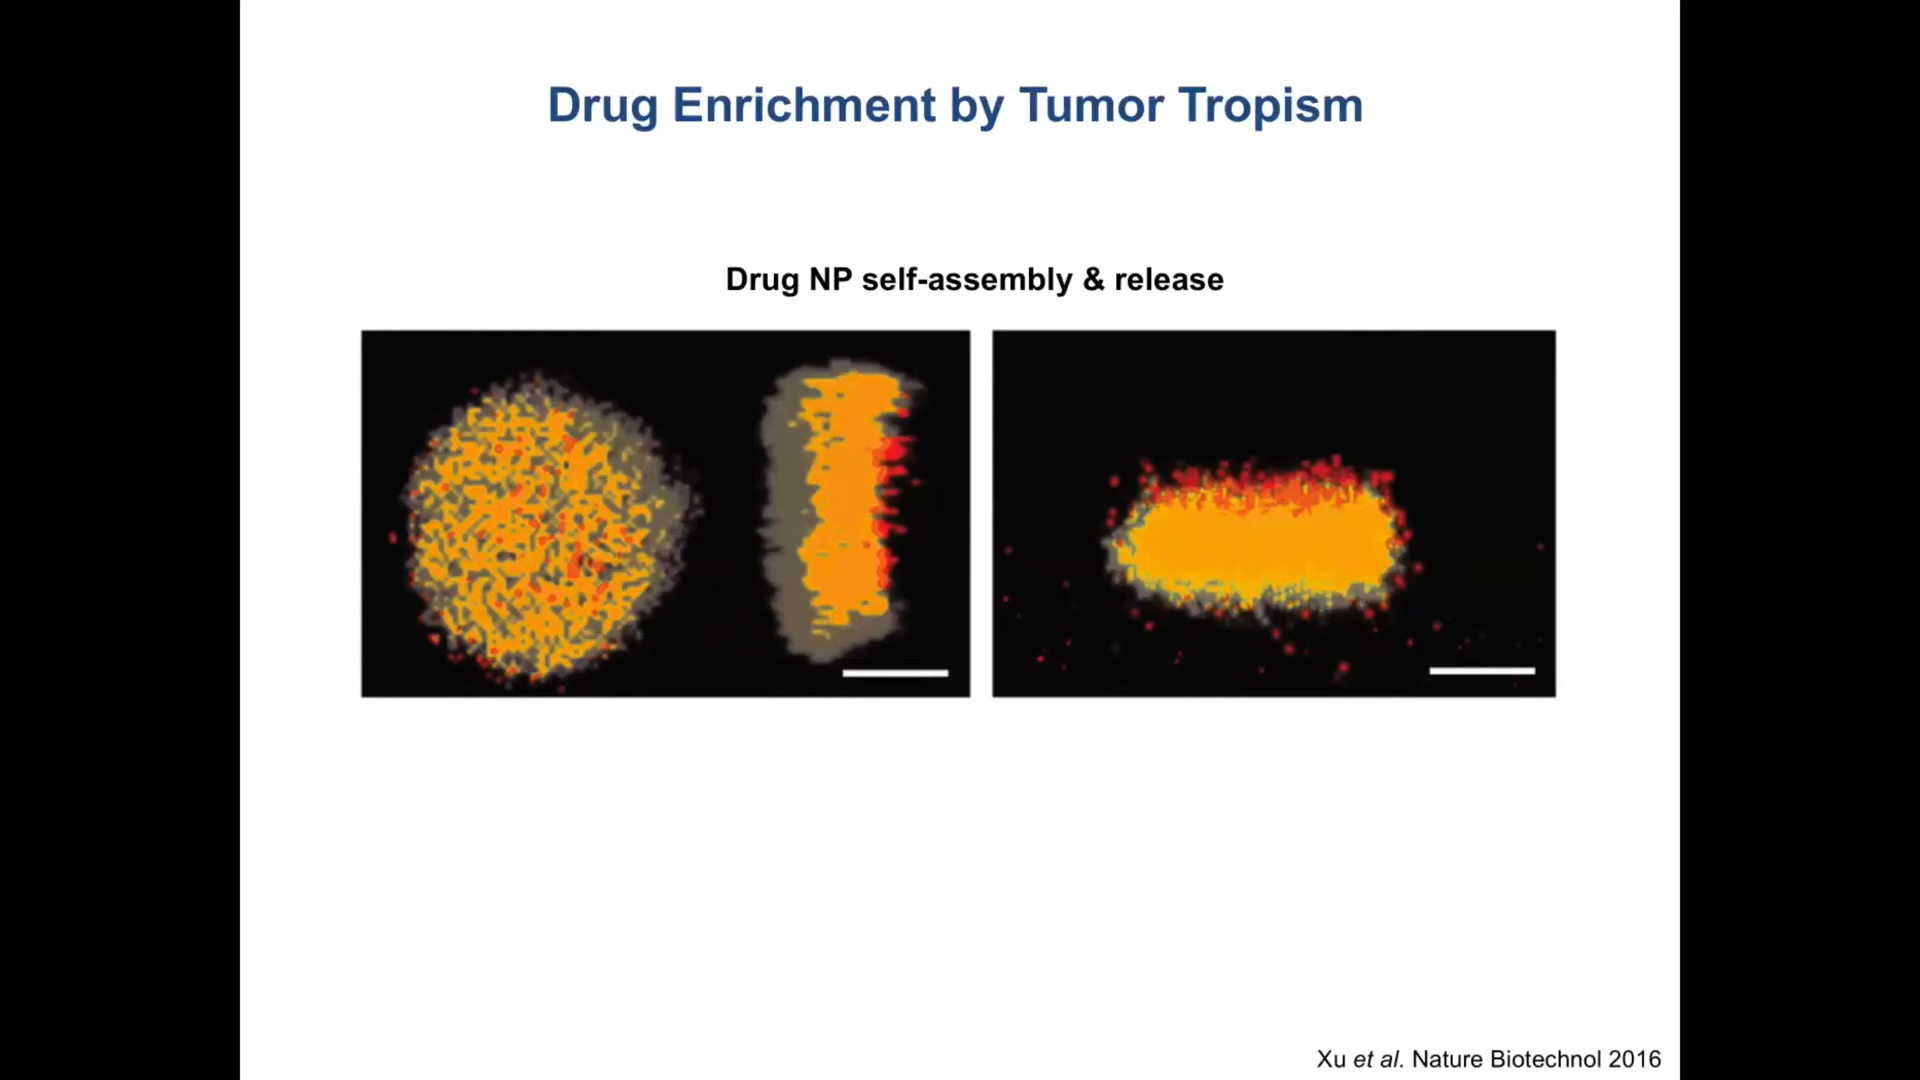 Drug Enrichment by Tumor Tropism
Drug NP self-assembly & release
Xu et al. Nature Biotechnol 2016